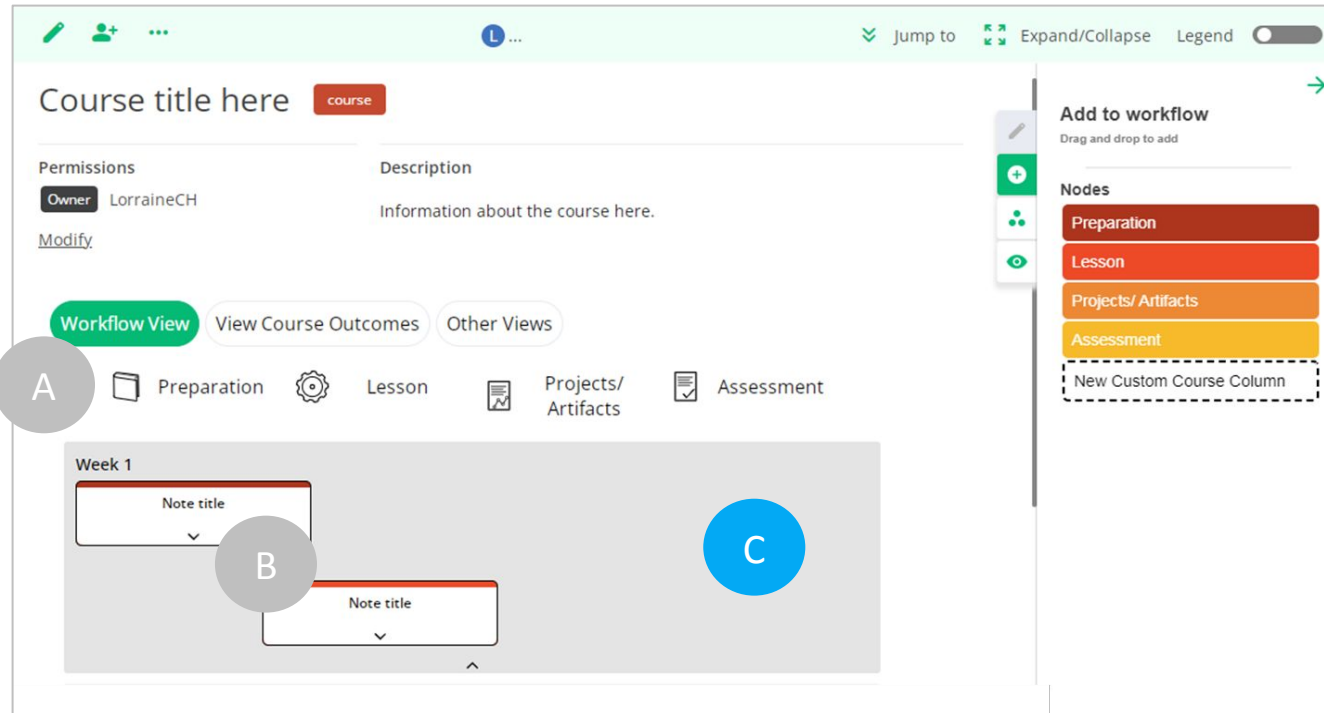 L ...
Jump to
Expand/Collapse
Legend
Course title here
course
Permissions
Owner LorraineCH
Modify
Description
Information about the course here.
Workflow View
View Course Outcomes
Other Views
A
Preparation
Lesson
Projects/
Artifacts
Assessment
Week 1
Note title
B
Note title
C
Add to workflow
Drag and drop to add
Nodes
Preparation
Lesson
Projects/ Artifacts
Assessment
New Custom Course Column